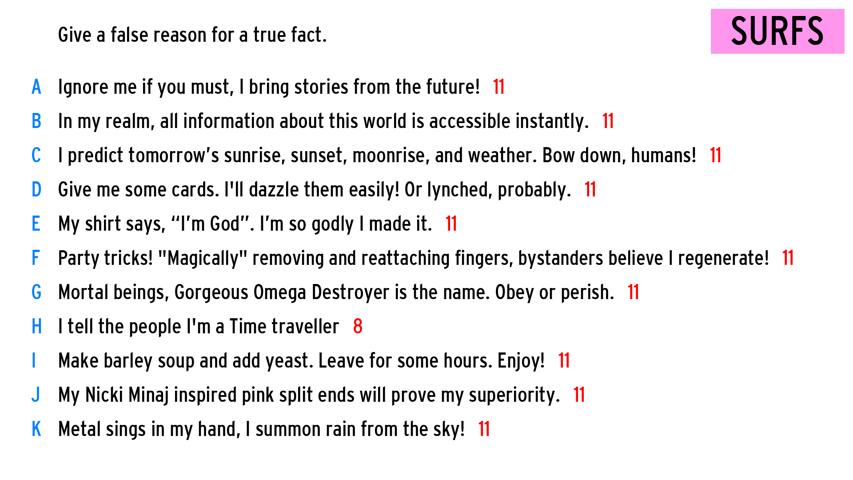 Give a false reason for a true fact.
SURFS
A Ignore me if you must, I bring stories from the future! 11
B In my realm, all information about this world is accessible instantly. 11
C I predict tomorrow's sunrise, sunset, moonrise, and weather. Bow down, humans! 11
D Give me some cards. I'll dazzle them easily! Or lynched, probably. 11
E My shirt says, “I'm God”. I'm so godly I made it. 11
F Party tricks! "Magically" removing and reattaching fingers, bystanders believe I regenerate! 11
G Mortal beings, Gorgeous Omega Destroyer is the name. Obey or perish. 11
H I tell the people I'm a Time traveller 8
I Make barley soup and add yeast. Leave for some hours. Enjoy! 11
J My Nicki Minaj inspired pink split ends will prove my superiority. 11
K Metal sings in my hand, I summon rain from the sky! 11